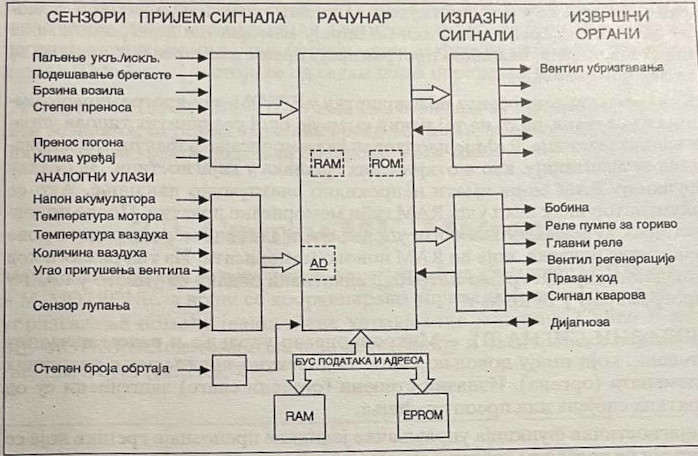 СЕНЗОРИ ПРИЈЕМ СИГНАЛА РАЧУНАР ИЗЛАЗНИ СИГНАЛИ ИЗВРШНИ ОРГАНИ
Паљење укљ./искљ.
Подешавање брегасте
Брзина возила
Степен преноса
Пренос погона
Клима уређај
Вентил убризгавања
RAM
ROM
АНАЛОГНИ УЛАЗИ
Напон акумулатора
Температура мотора
Температура ваздуха
Количина ваздуха
Угао пригушења вентила
Сензор лупања
AD
Бобина
Реле пумпе за гориво
Главни реле
Вентил регенерације
Празан ход
Сигнал кварова
Дијагноза
Степен броја обртаја
БУС ПОДАТАКА И АДРЕСА
RAM
EPROM